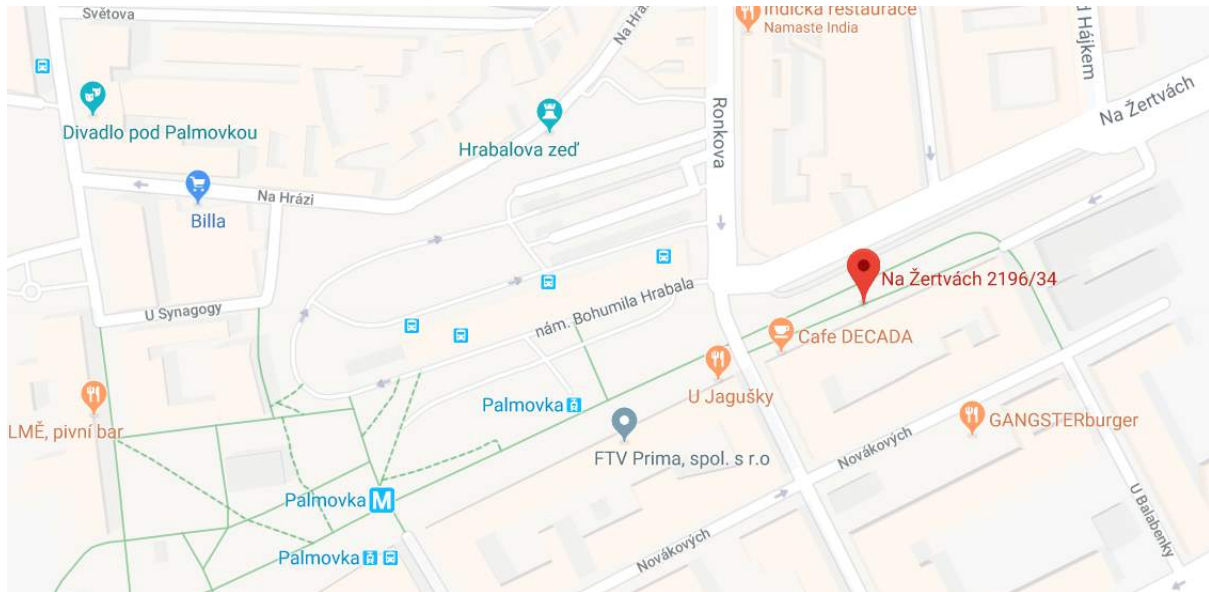 Světova
Na Hrá
Indická restaurace
Namaste India
d Hájkem
Divadlo pod Palmovkou
Hrabalova zeď
Ronkova
Na Žertvách
Na Hrázi
Billa
Na Žertvách 2196/34
U Synagogy
nám. Bohumila Hrabala
Cafe DECADA
U Jagušky
Palmovka
LMĚ, pivní bar
GANGSTERburger
FTV Prima, spol. s r.o
Novákových
Palmovka M
U Balabenky
Palmovka
Novákových